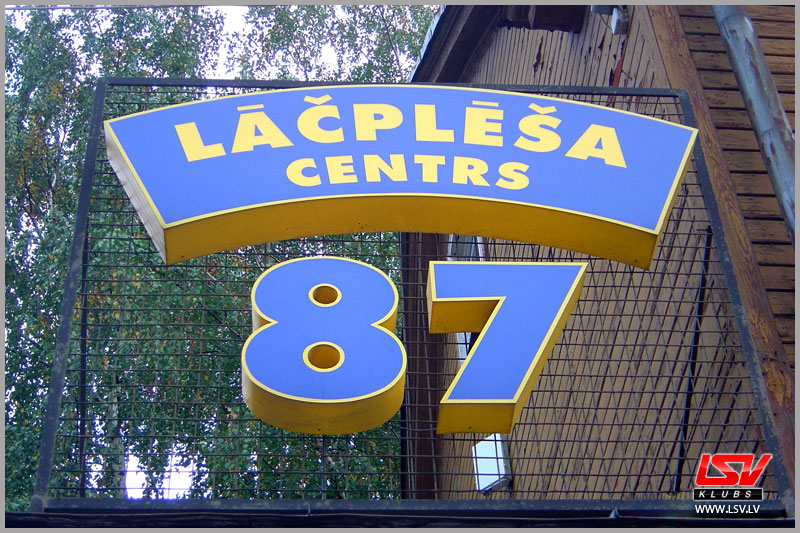 LĀČPLĒŠA
CENTRS
87
LSV
KLUBS
WWW.LSV.LV